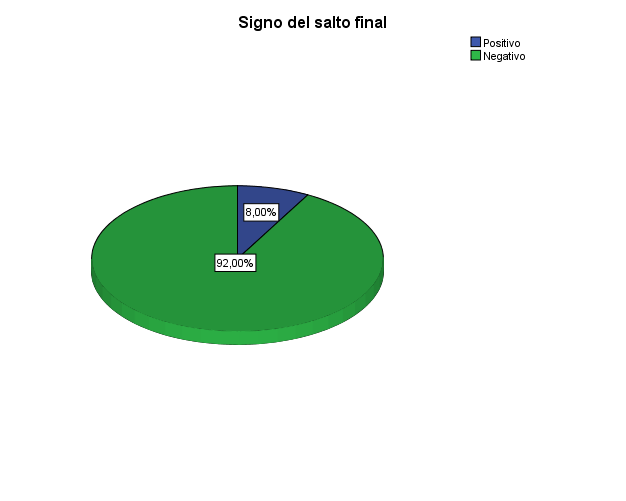 Signo del salto final
Positivo
Negativo
8,00%
92,00%